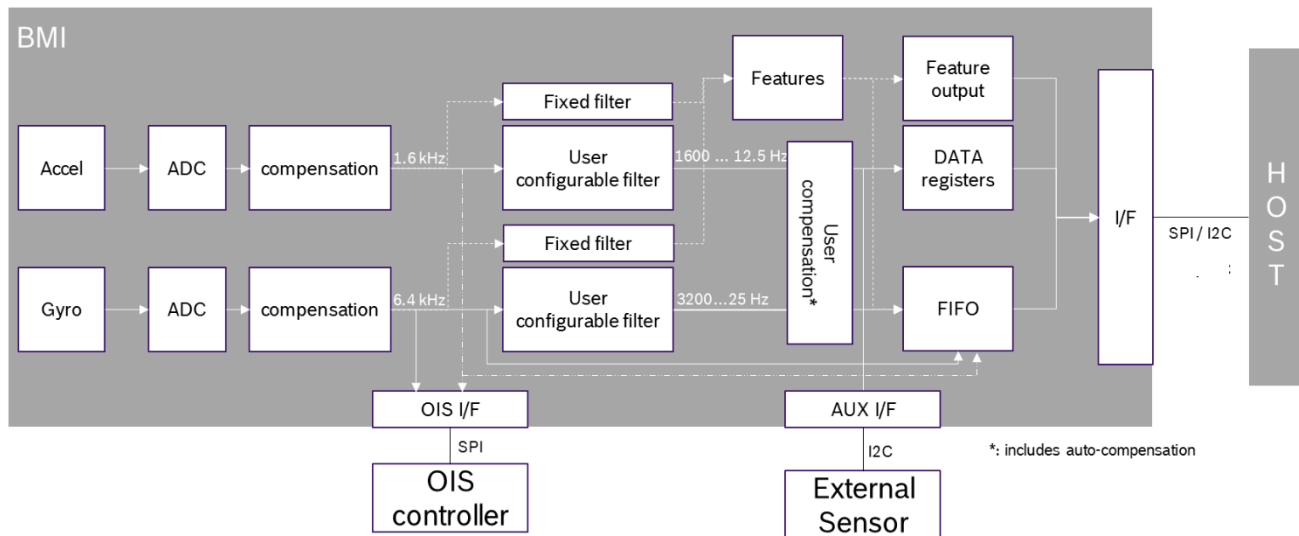 BMI
Features
Feature
output
Fixed filter
Accel
ADC
compensation
1.6 kHz
User
configurable filter
1600 ... 12.5 Hz
DATA
registers
User
compensation*
Fixed filter
Gyro
ADC
compensation
6.4 kHz
User
configurable filter
3200...25 Hz
FIFO
I/F
SPI / I2C
HOST
OIS I/F
AUX I/F
SPI
I2C
*: includes auto-compensation
OIS
controller
External
Sensor